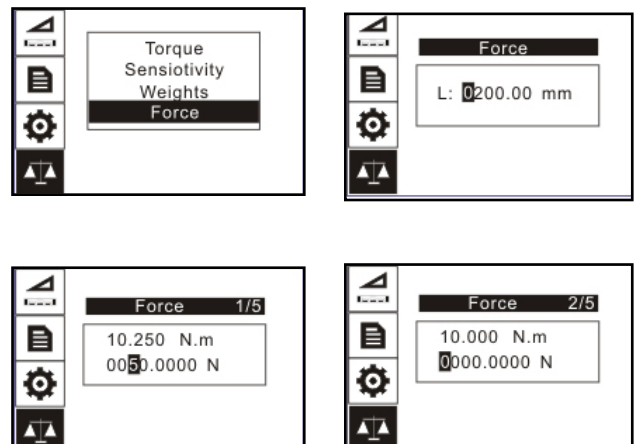 Torque
Sensiotivity
Weights
Force
Force
L: 0200.00 mm
Force 1/5
10.250 N.m
0050.0000 N
Force 2/5
10.000 N.m
0000.0000 N